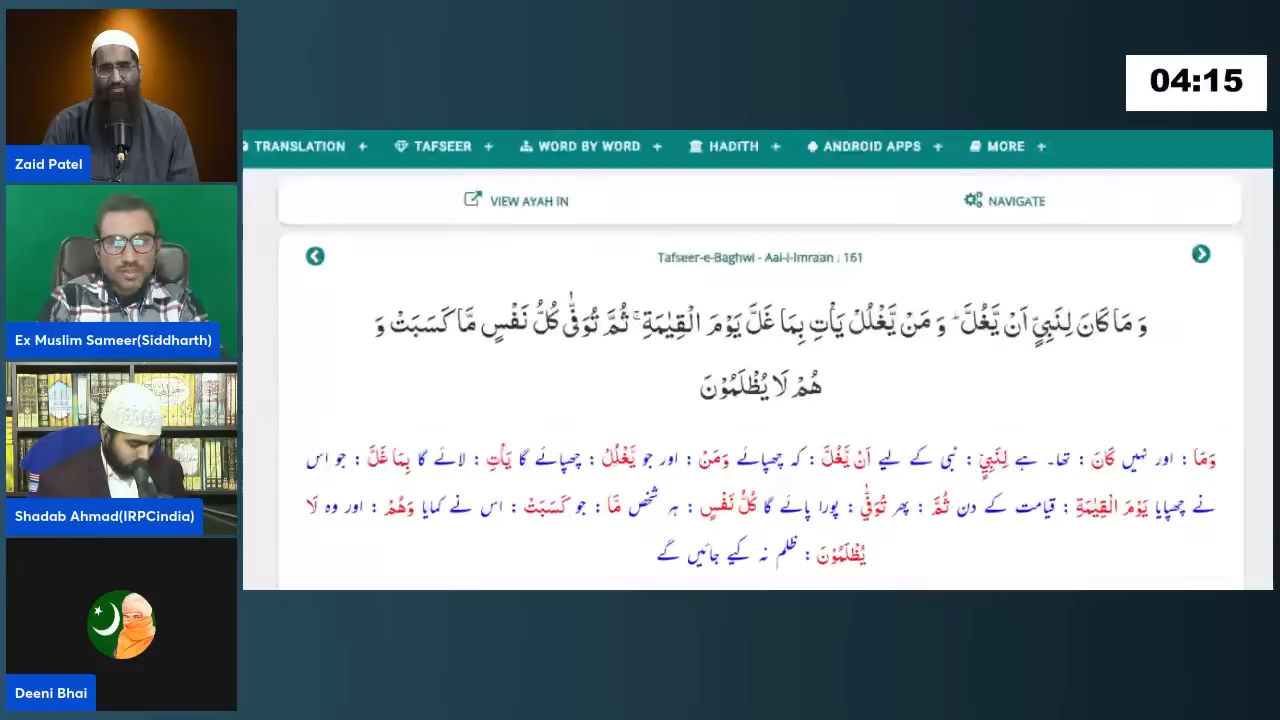 Zaid Patel
Ex Muslim Sameer(Siddharth)
Shadab Ahmad(IRPCindia)
Deeni Bhai
04:15
TRANSLATION + TAFSEER + WORD BY WORD + HADITH + ANDROID APPS + MORE +
VIEW AYAH IN NAVIGATE
Tafseer-e-Baghwi - Aal-i-Imraan : 161
وَ مَا كَانَ لِنَبِیٍّ اَنْ یَّغُلَّ ؕ وَ مَنْ یَّغْلُلْ یَاْتِ بِمَا غَلَّ یَوْمَ الْقِیٰمَةِ ۚ ثُمَّ تُوَفّٰى كُلُّ نَفْسٍ مَّا كَسَبَتْ وَ
هُمْ لَا یُظْلَمُوْنَ
وَمَا : اور نہیں كَانَ : تھا۔ ہے لِنَبِيٍّ : نبی کے لیے اَنْ يَّغُلَّ : کہ چھپائے وَمَنْ : اور جو يَّغْلُلْ : چھپائے گا يَاْتِ : لائے گا بِمَا غَلَّ : جو اس
نے چھپایا يَوْمَ الْقِيٰمَةِ : قیامت کے دن ثُمَّ : پھر تُوَفّٰي : پورا پائے گا كُلُّ نَفْسٍ : ہر شخص مَّا : جو كَسَبَتْ : اس نے کمایا وَھُمْ : اور وہ لَا
يُظْلَمُوْنَ : ظلم نہ کیے جائیں گے